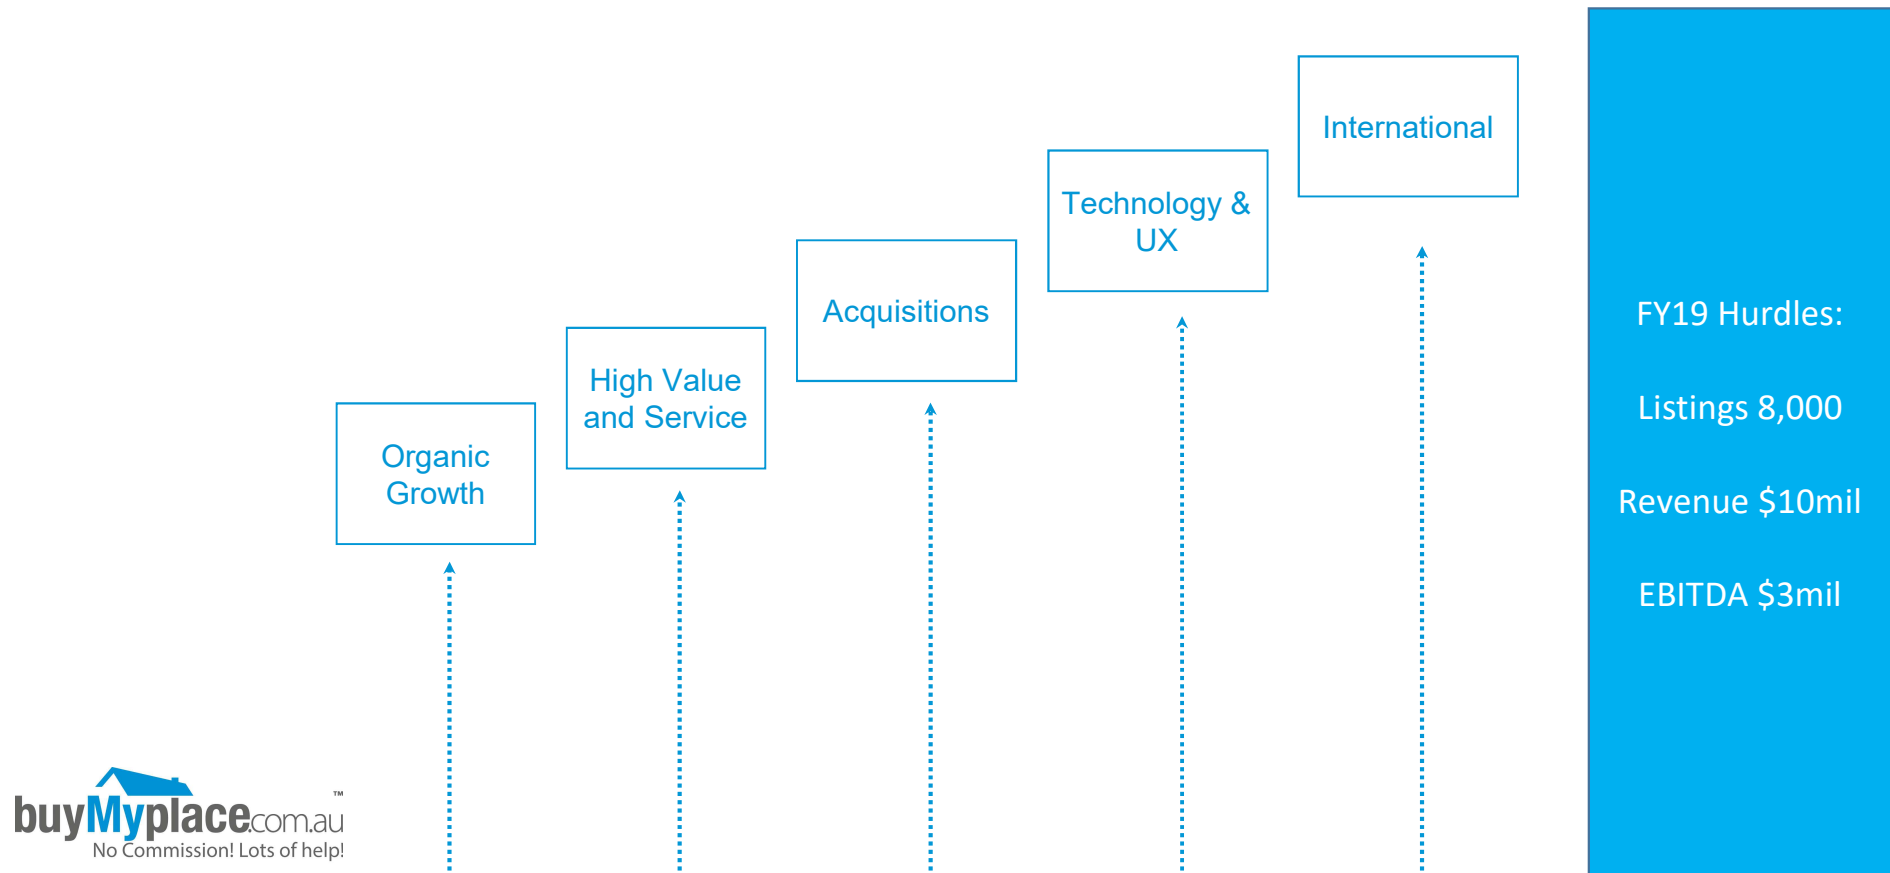 International
Technology &
UX
Acquisitions
High Value
and Service
Organic
Growth
FY19 Hurdles:
Listings 8,000
Revenue $10mil
EBITDA $3mil
buyMyplace.com.au™
No Commission! Lots of help!